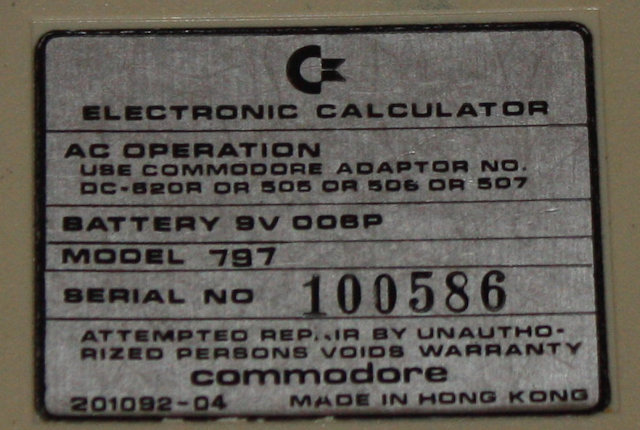 ELECTRONIC CALCULATOR
AC OPERATION
USE COMMODORE ADAPTOR NO.
DC-620R OR 505 OR 506 OR 507
BATTERY 9V 006P
MODEL 797
SERIAL NO 100586
ATTEMPTED REPAIR BY UNAUTHO-
RIZED PERSONS VOIDS WARRANTY
commodore
201092-04 MADE IN HONG KONG